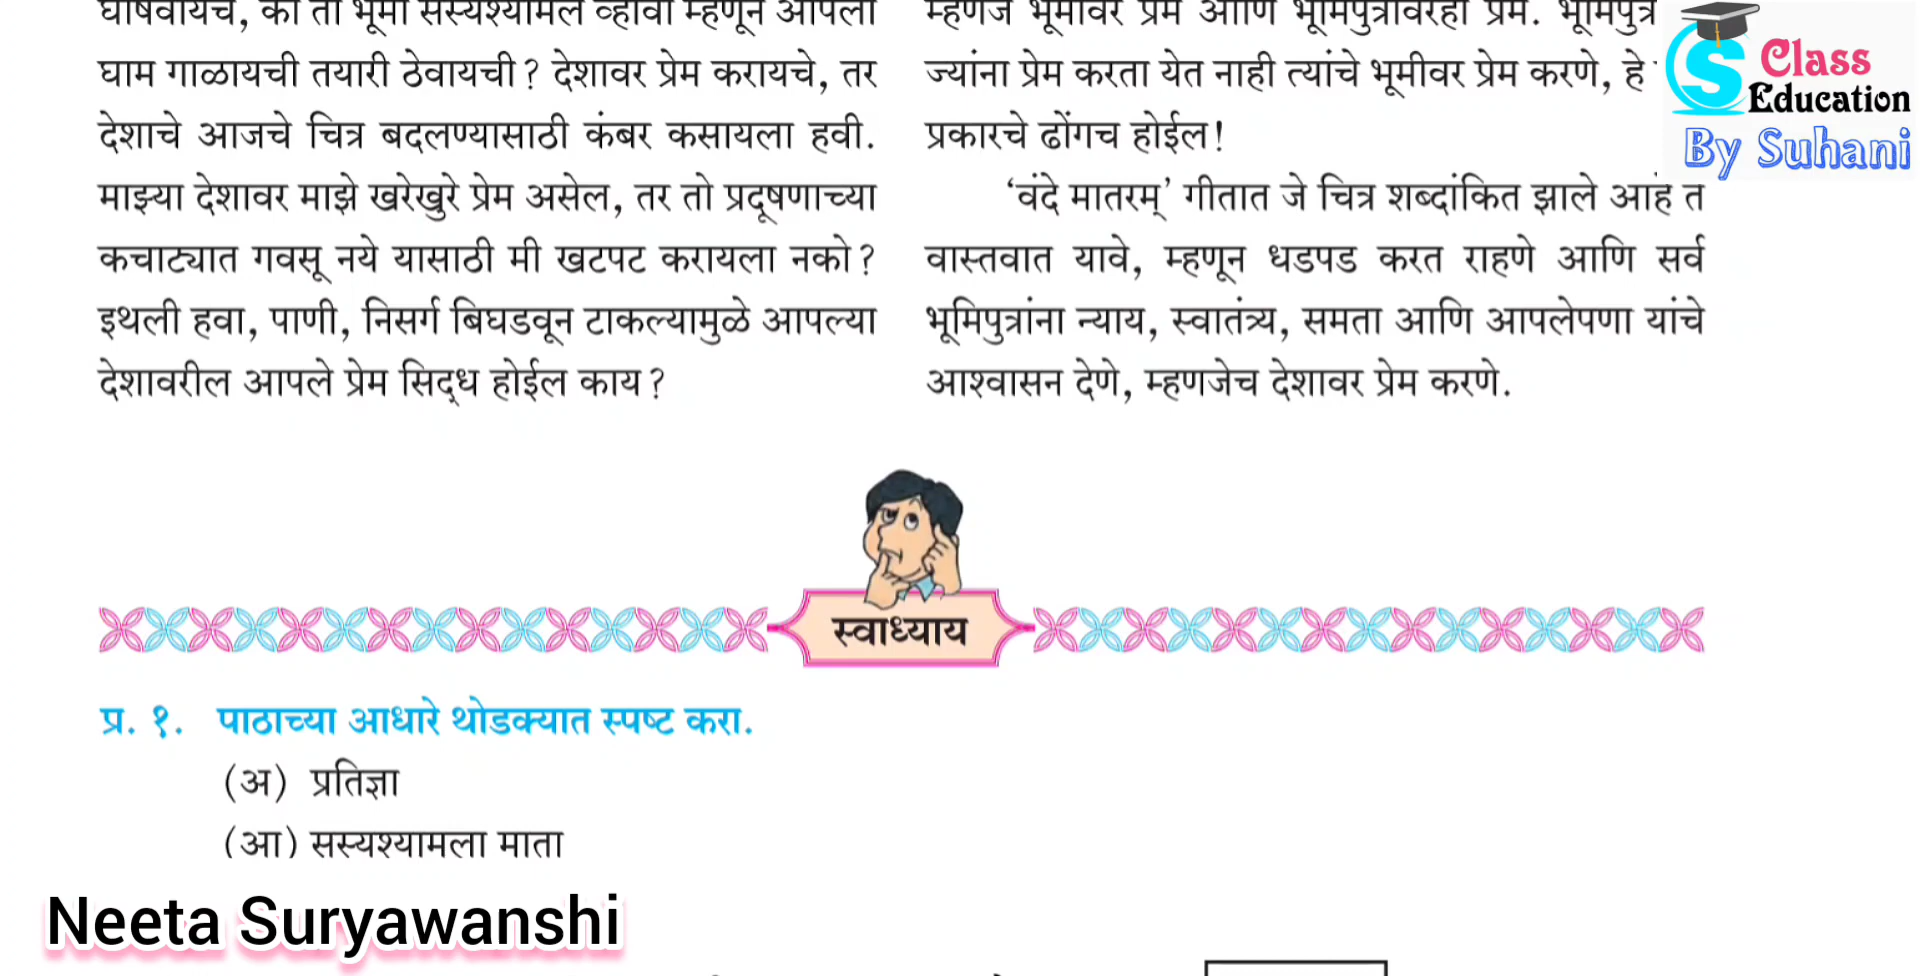 घोषवायचे, की ती भूमी सस्यश्यामल व्हावी म्हणून आपला
घाम गाळायची तयारी ठेवायची? देशावर प्रेम करायचे, तर
देशाचे आजचे चित्र बदलण्यासाठी कंबर कसायला हवी.
माझ्या देशावर माझे खरेखुरे प्रेम असेल, तर तो प्रदूषणाच्या
कचाट्यात गवसू नये यासाठी मी खटपट करायला नको?
इथली हवा, पाणी, निसर्ग बिघडवून टाकल्यामुळे आपल्या
देशावरील आपले प्रेम सिद्ध होईल काय?
म्हणजे भूमीवर प्रेम आणि भूमिपुत्रांवरही प्रेम. भूमिपुत्र
ज्यांना प्रेम करता येत नाही त्यांचे भूमीवर प्रेम करणे, हे
प्रकारचे ढोंगच होईल!
‘वंदे मातरम्’ गीतात जे चित्र शब्दांकित झाले आहे ते
वास्तवात यावे, म्हणून धडपड करत राहणे आणि सर्व
भूमिपुत्रांना न्याय, स्वातंत्र्य, समता आणि आपलेपणा यांचे
आश्वासन देणे, म्हणजेच देशावर प्रेम करणे.
S Class
Education
By Suhani
स्वाध्याय
प्र. १. पाठाच्या आधारे थोडक्यात स्पष्ट करा.
(अ) प्रतिज्ञा
(आ) सस्यश्यामला माता
Neeta Suryawanshi